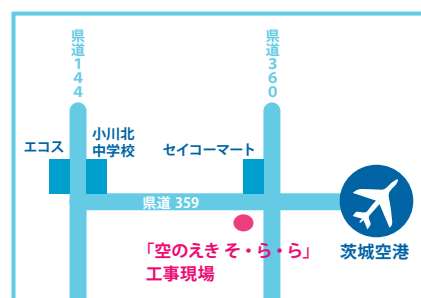 県道144
県道360
小川北
中学校
エコス
セイコーマート
県道 359
「空のえき そ・ら・ら」
工事現場
茨城空港